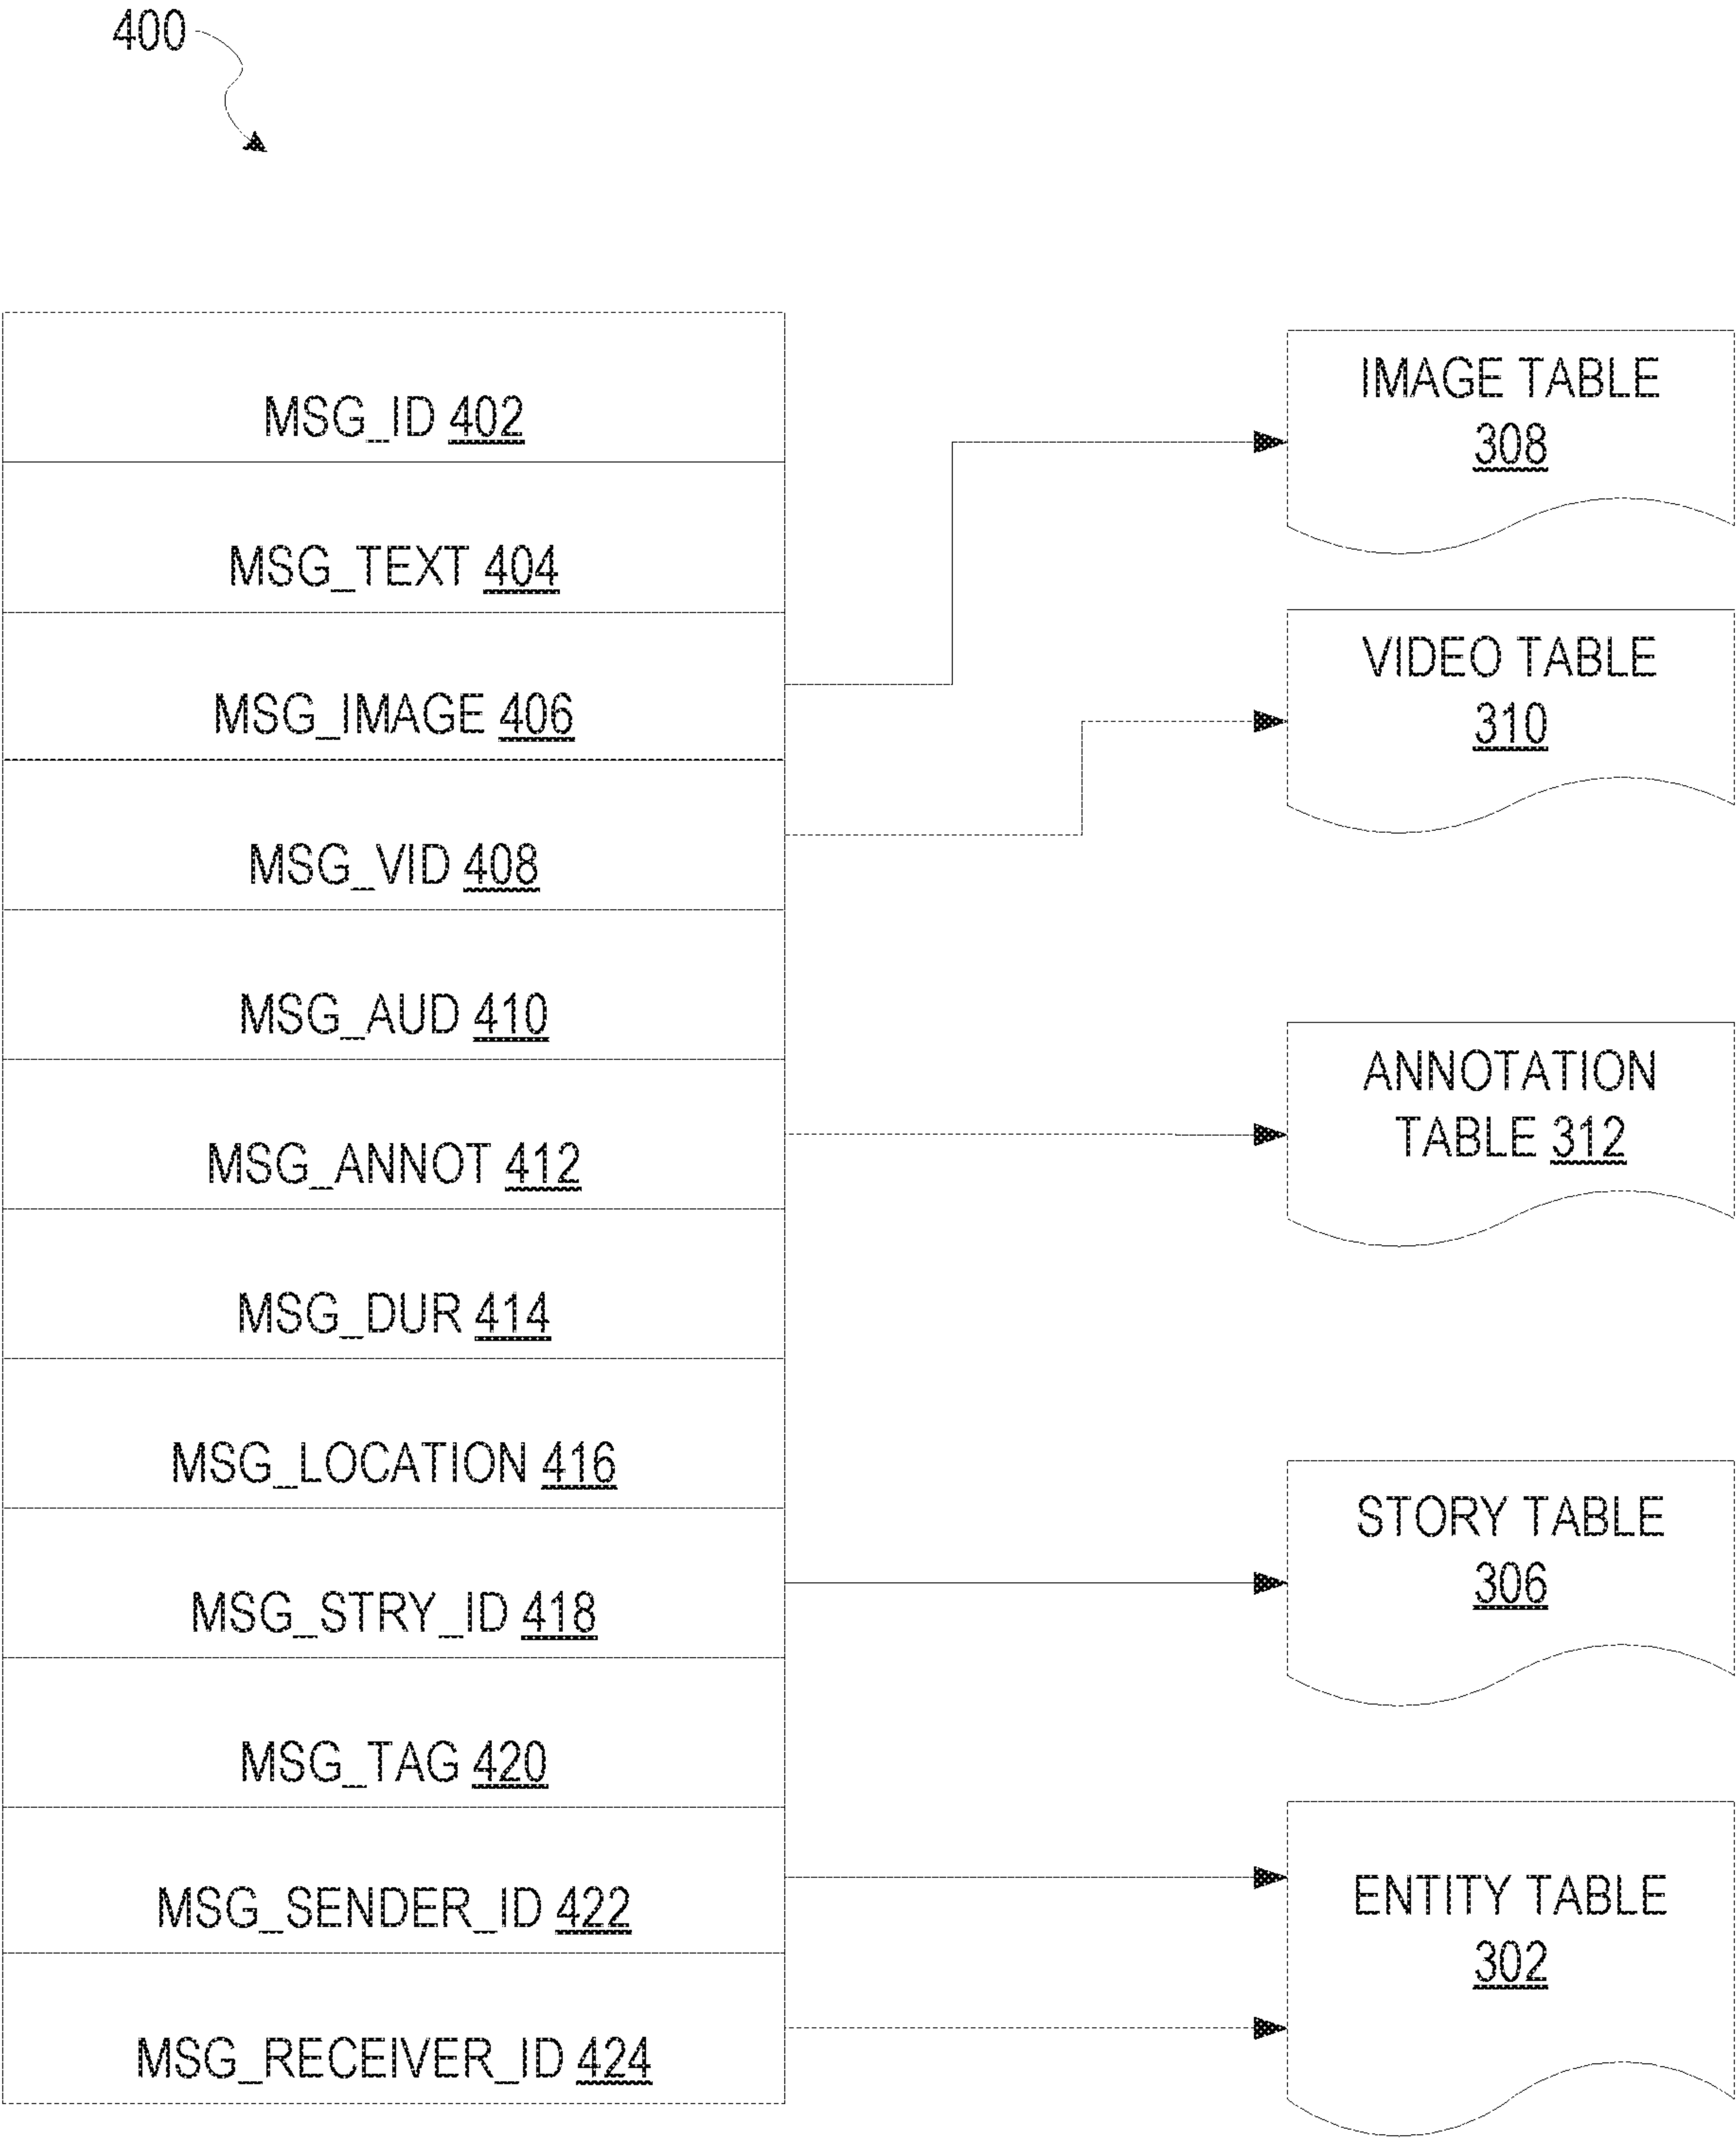 400
MSG_ID 402
MSG_TEXT 404
MSG_IMAGE 406
MSG_VID 408
MSG_AUD 410
MSG_ANNOT 412
MSG_DUR 414
MSG_LOCATION 416
MSG_STRY_ID 418
MSG_TAG 420
MSG_SENDER_ID 422
MSG_RECEIVER_ID 424
IMAGE TABLE
308
VIDEO TABLE
310
ANNOTATION
TABLE 312
STORY TABLE
306
ENTITY TABLE
302